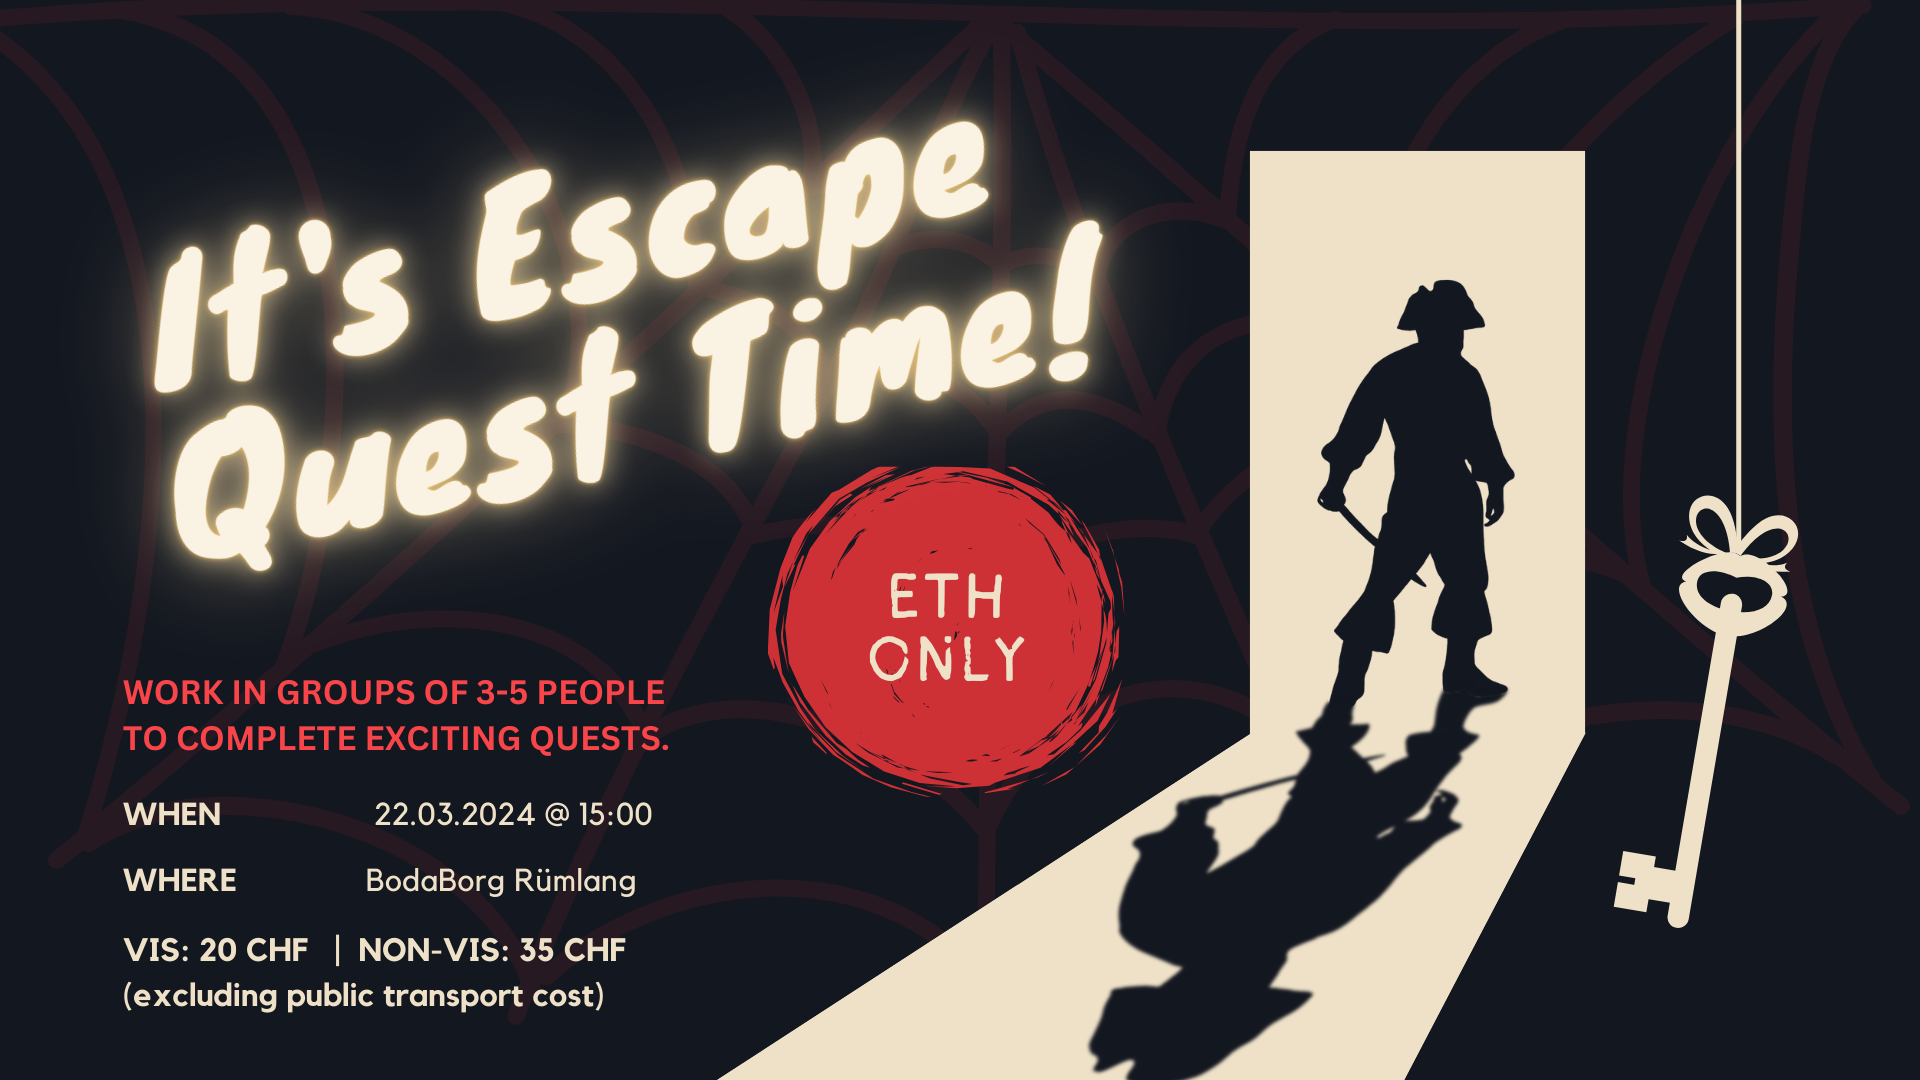 It's Escape
Quest Time!
ETH
ONLY
WORK IN GROUPS OF 3-5 PEOPLE
TO COMPLETE EXCITING QUESTS.
WHEN 22.03.2024 @ 15:00
WHERE BodaBorg Rümlang
VIS: 20 CHF | NON-VIS: 35 CHF
(excluding public transport cost)